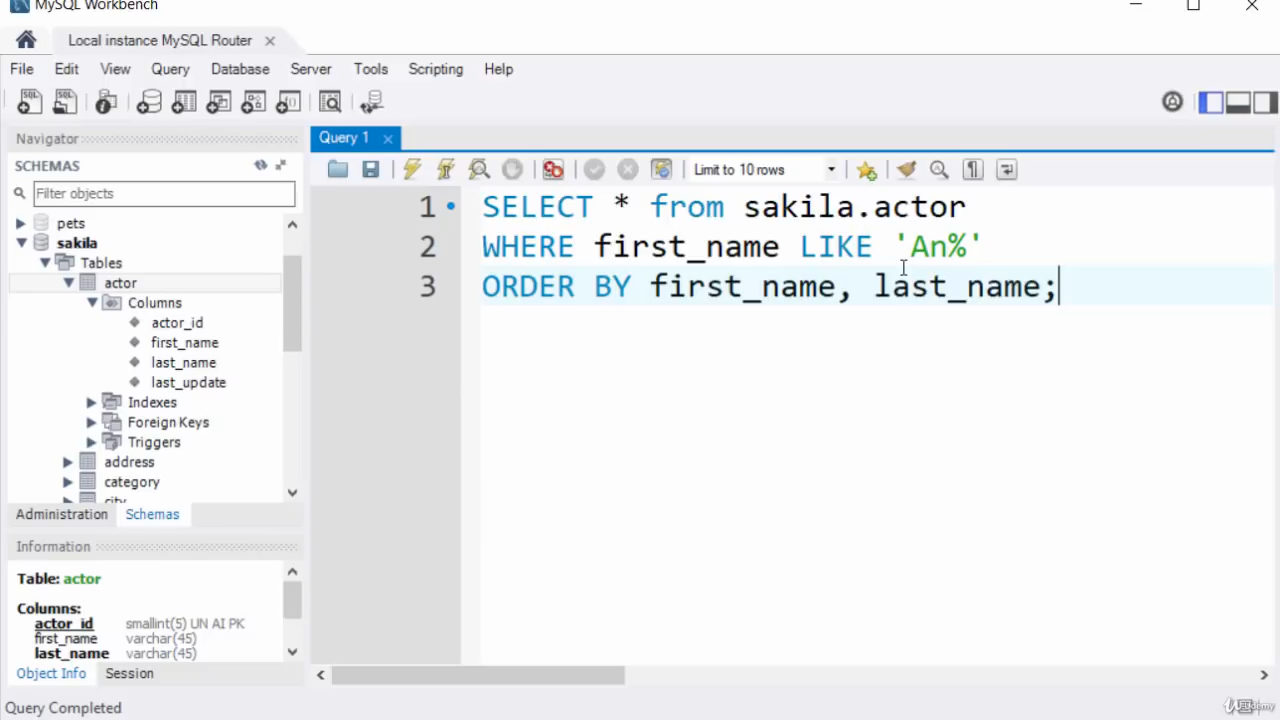 MySQL Workbench
Local instance MySQL Router
File Edit View Query Database Server Tools Scripting Help
Navigator
SCHEMAS
Filter objects
pets
sakila
Tables
actor
Columns
actor_id
first_name
last_name
last_update
Indexes
Foreign Keys
Triggers
address
category
city
Administration Schemas
Information
Table: actor
Columns:
actor_id smallint(5) UN AI PK
first_name varchar(45)
last_name varchar(45)
Object Info Session
Query Completed
Query 1
Limit to 10 rows
1 SELECT * from sakila.actor
2 WHERE first_name LIKE 'An%'
3 ORDER BY first_name, last_name;